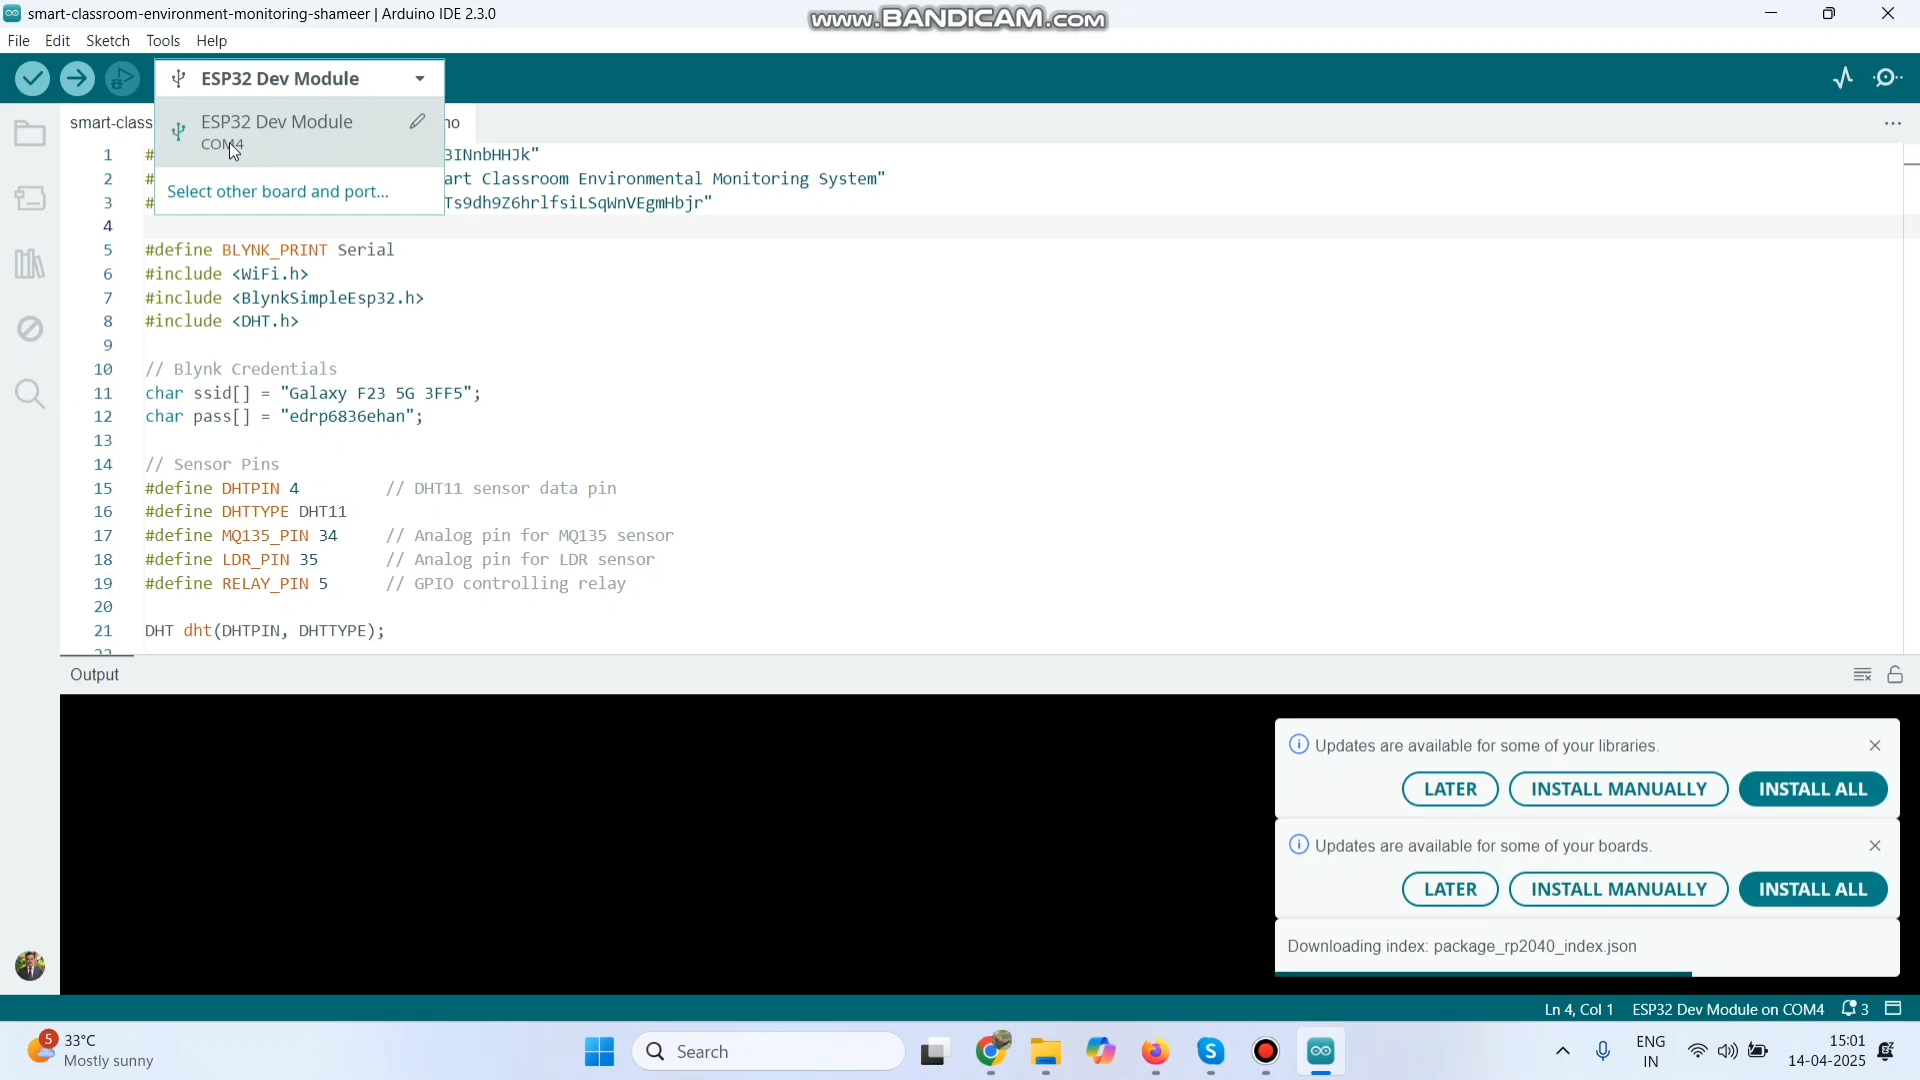 smart-classroom-environment-monitoring-shameer | Arduino IDE 2.3.0
www.BANDICAM.com
File Edit Sketch Tools Help
ESP32 Dev Module
smart-class
ESP32 Dev Module
COM4
Select other board and port...
no
1 # 3INnbHHJk"
2 # art Classroom Environmental Monitoring System"
3 # Ts9dh9Z6hrlfsiLSqWnVEgmHbjr"
4
5 #define BLYNK_PRINT Serial
6 #include <WiFi.h>
7 #include <BlynkSimpleEsp32.h>
8 #include <DHT.h>
9
10 // Blynk Credentials
11 char ssid[] = "Galaxy F23 5G 3FF5";
12 char pass[] = "edrp6836ehan";
13
14 // Sensor Pins
15 #define DHTPIN 4 // DHT11 sensor data pin
16 #define DHTTYPE DHT11
17 #define MQ135_PIN 34 // Analog pin for MQ135 sensor
18 #define LDR_PIN 35 // Analog pin for LDR sensor
19 #define RELAY_PIN 5 // GPIO controlling relay
20
21 DHT dht(DHTPIN, DHTTYPE);
Output
Updates are available for some of your libraries.
LATER INSTALL MANUALLY INSTALL ALL
Updates are available for some of your boards.
LATER INSTALL MANUALLY INSTALL ALL
Downloading index: package_rp2040_index.json
Ln 4, Col 1 ESP32 Dev Module on COM4 3
5 33°C
Mostly sunny
Search
ENG
IN
15:01
14-04-2025